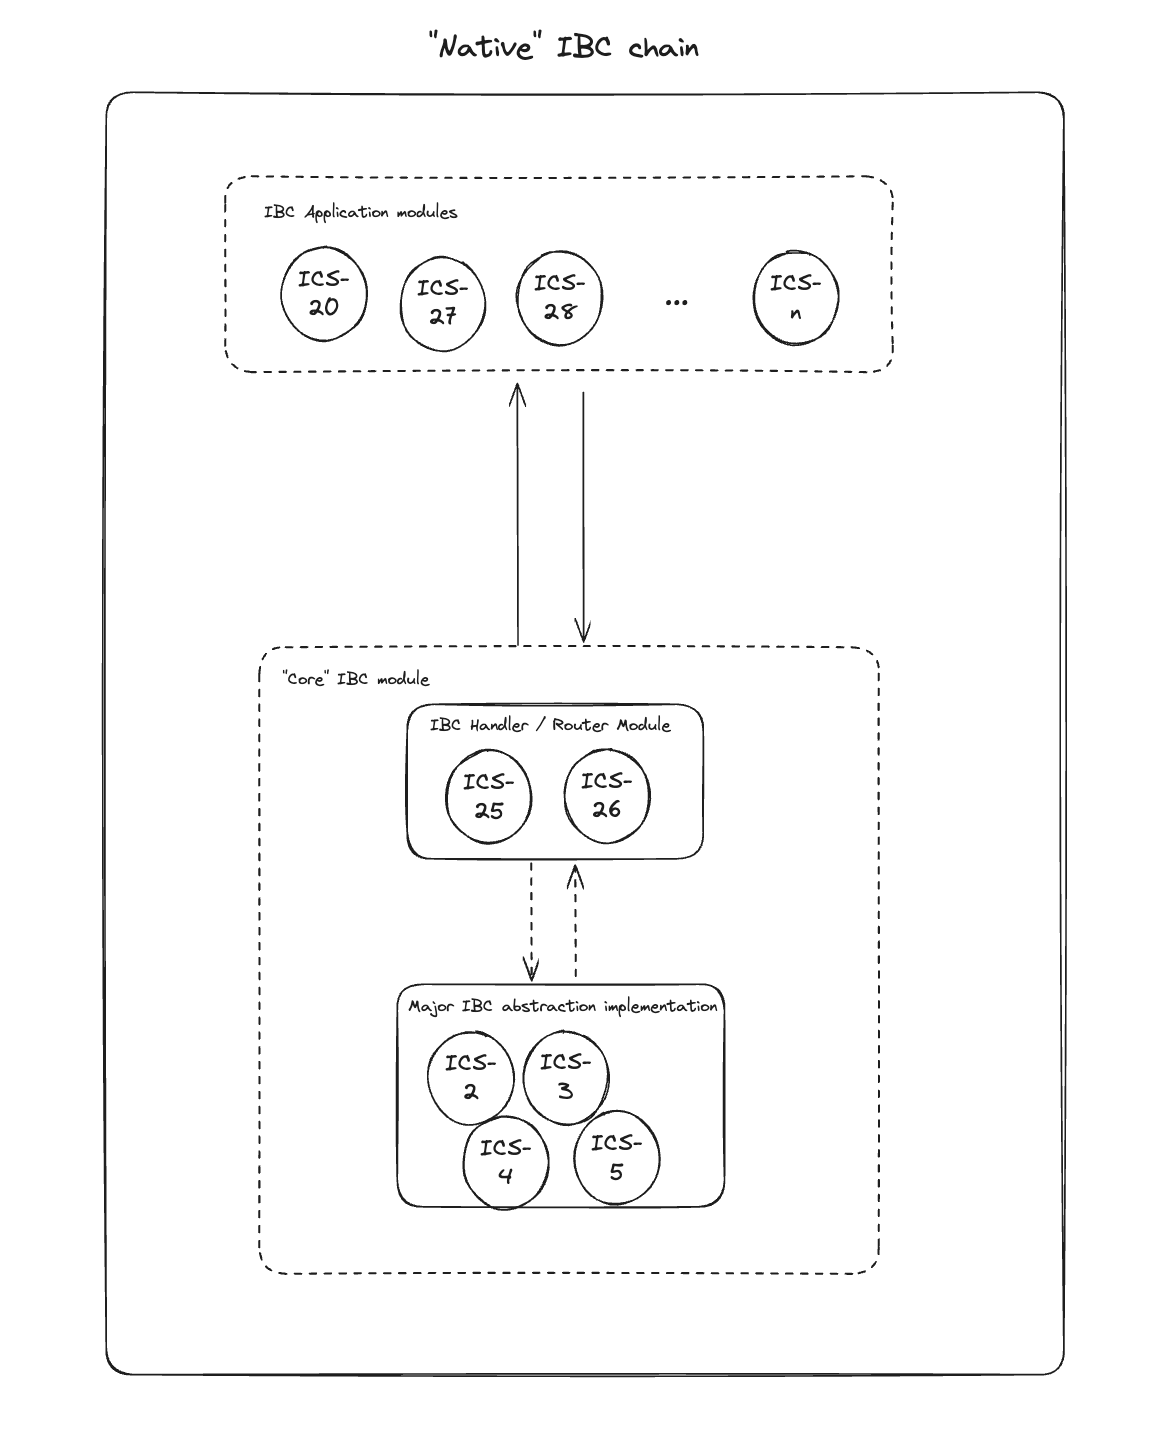 "Native" IBC chain
IBC Application modules
ICS-
20
ICS-
27
ICS-
28
...
ICS-
n
"Core" IBC module
IBC Handler / Router Module
ICS-
25
ICS-
26
Major IBC abstraction implementation
ICS-
2
ICS-
3
ICS-
4
ICS-
5